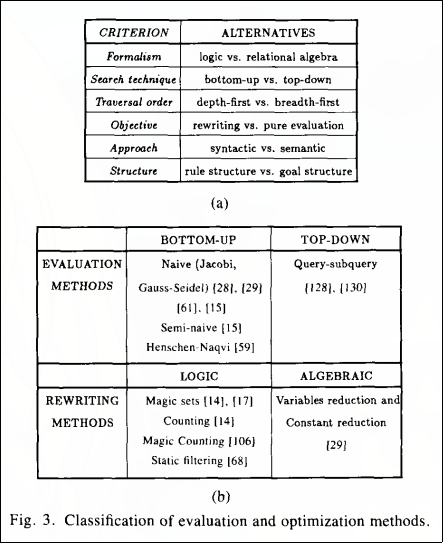 CRITERION ALTERNATIVES
Formalism logic vs. relational algebra
Search technique bottom-up vs. top-down
Traversal order depth-first vs. breadth-first
Objective rewriting vs. pure evaluation
Approach syntactic vs. semantic
Structure rule structure vs. goal structure
(a)
BOTTOM-UP TOP-DOWN
EVALUATION Naive (Jacobi, Query-subquery
METHODS Gauss-Seidel) [28], [29] [128], [130]
[61], [15]
Semi-naive [15]
Henschen-Naqvi [59]
LOGIC ALGEBRAIC
REWRITING Magic sets [14], [17] Variables reduction and
METHODS Counting [14] Constant reduction
Magic Counting [106] [29]
Static filtering [68]
(b)
Fig. 3. Classification of evaluation and optimization methods.